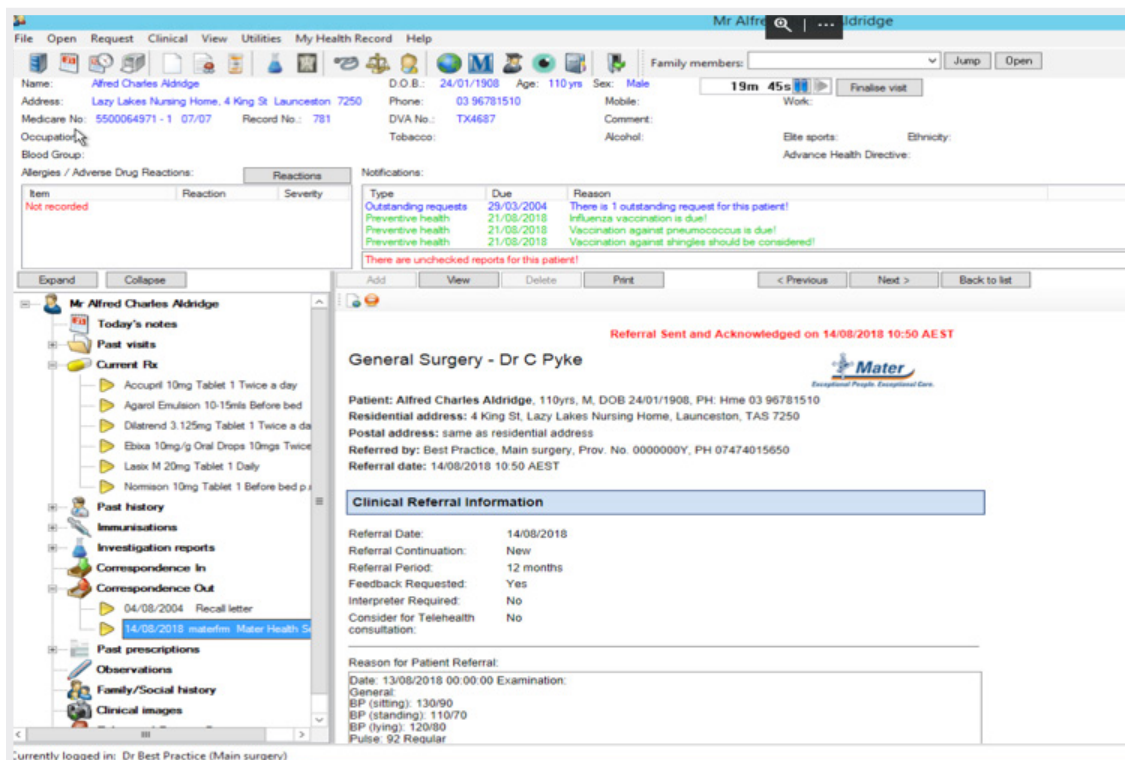 Mr Alfre ... ldridge
File Open Request Clinical View Utilities My Health Record Help
Family members: Jump Open
Name: Alfred Charles Aldridge D.O.B.: 24/01/1908 Age: 110 yrs Sex: Male 19m 45s Finalise visit
Address: Lazy Lakes Nursing Home, 4 King St Launceston 7250 Phone: 03 96781510 Mobile: Work:
Medicare No: 5500064971 - 1 07/07 Record No.: 781 DVA No.: TX4687 Comment:
Occupation: Tobacco: Alcohol: Elite sports: Ethnicity:
Blood Group: Advance Health Directive:
Allergies / Adverse Drug Reactions: Reactions Notifications:
Item Reaction Severity Type Due Reason
Not recorded Outstanding requests 29/03/2004 There is 1 outstanding request for this patient!
Preventive health 21/08/2018 Influenza vaccination is due!
Preventive health 21/08/2018 Vaccination against pneumococcus is due!
Preventive health 21/08/2018 Vaccination against shingles should be considered!
There are unchecked reports for this patient!
Expand Collapse Add View Delete Print < Previous Next > Back to list
Mr Alfred Charles Aldridge
Today's notes
Past visits
Current Rx
Accupril 10mg Tablet 1 Twice a day
Agarol Emulsion 10-15mls Before bed
Dilatrend 3.125mg Tablet 1 Twice a da
Ebixa 10mg/g Oral Drops 10mgs Twice
Lasix M 20mg Tablet 1 Daily
Normison 10mg Tablet 1 Before bed p.r
Past history
Immunisations
Investigation reports
Correspondence In
Correspondence Out
04/08/2004 Recall letter
14/08/2018 materfrm Mater Health Se
Past prescriptions
Observations
Family/Social history
Clinical images
Referral Sent and Acknowledged on 14/08/2018 10:50 AEST
General Surgery - Dr C Pyke
Mater
Exceptional People. Exceptional Care.
Patient: Alfred Charles Aldridge, 110yrs, M, DOB 24/01/1908, PH: Hme 03 96781510
Residential address: 4 King St, Lazy Lakes Nursing Home, Launceston, TAS 7250
Postal address: same as residential address
Referred by: Best Practice, Main surgery, Prov. No. 0000000Y, PH 07474015650
Referral date: 14/08/2018 10:50 AEST
Clinical Referral Information
Referral Date: 14/08/2018
Referral Continuation: New
Referral Period: 12 months
Feedback Requested: Yes
Interpreter Required: No
Consider for Telehealth No
consultation:
Reason for Patient Referral:
Date: 13/08/2018 00:00:00 Examination:
General:
BP (sitting): 130/90
BP (standing): 110/70
BP (lying): 120/80
Pulse: 92 Regular
Currently logged in: Dr Best Practice (Main surgery)